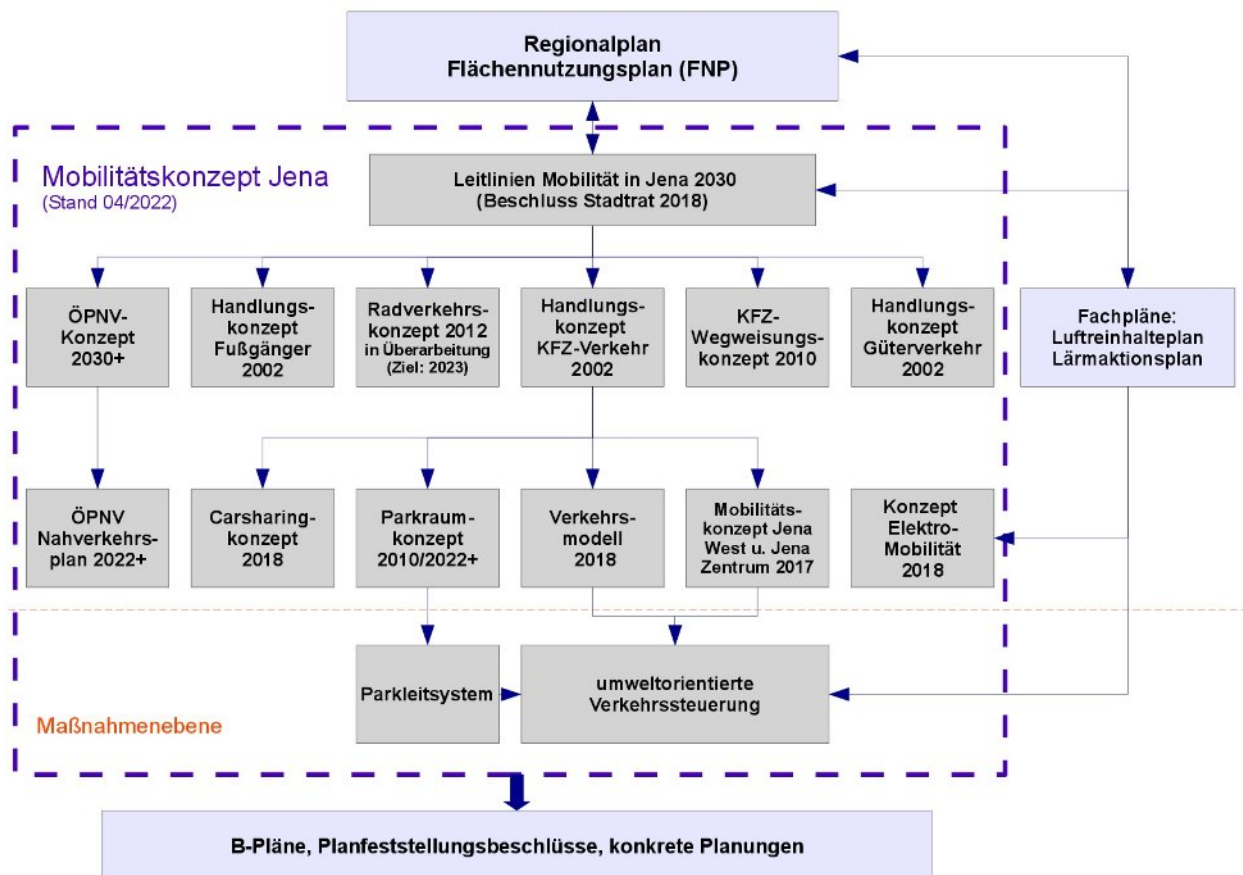 Regionalplan
Flächennutzungsplan (FNP)
Mobilitätskonzept Jena
(Stand 04/2022)
Leitlinien Mobilität in Jena 2030
(Beschluss Stadtrat 2018)
ÖPNV-
Konzept
2030+
Handlungs-
konzept
Fußgänger
2002
Radverkehrs-
konzept 2012
in Überarbeitung
(Ziel: 2023)
Handlungs-
konzept
KFZ-Verkehr
2002
KFZ-
Wegweisungs-
konzept 2010
Handlungs-
konzept
Güterverkehr
2002
Fachpläne:
Luftreinhalteplan
Lärmaktionsplan
ÖPNV
Nahverkehrs-
plan 2022+
Carsharing-
konzept
2018
Parkraum-
konzept
2010/2022+
Verkehrs-
modell
2018
Mobilitäts-
konzept Jena
West u. Jena
Zentrum 2017
Konzept
Elektro-
Mobilität
2018
Parkleitsystem
umweltorientierte
Verkehrssteuerung
Maßnahmenebene
B-Pläne, Planfeststellungsbeschlüsse, konkrete Planungen